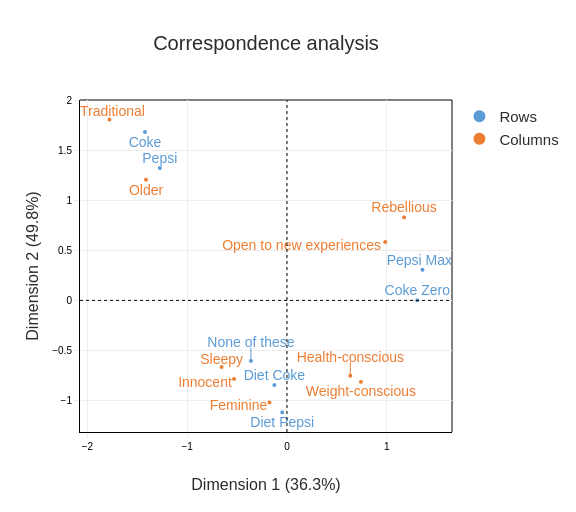 Correspondence analysis
Rows
Columns
Dimension 2 (49.8%)
2
1.5
1
0.5
0
−0.5
−1
Traditional
Coke
Pepsi
Older
Rebellious
Open to new experiences
Pepsi Max
Coke Zero
None of these
Sleepy
Health-conscious
Diet Coke
Innocent
Weight-conscious
Feminine
Diet Pepsi
−2
−1
0
1
Dimension 1 (36.3%)